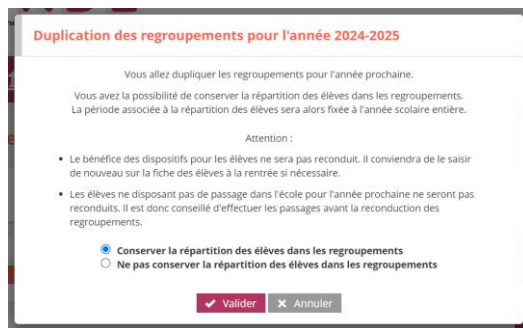 Duplication des regroupements pour l'année 2024-2025
Vous allez dupliquer les regroupements pour l'année prochaine.
Vous avez la possibilité de conserver la répartition des élèves dans les regroupements.
La période associée à la répartition des élèves sera alors fixée à l'année scolaire entière.
Attention :
Le bénéfice des dispositifs pour les élèves ne sera pas reconduit. Il conviendra de le saisir
de nouveau sur la fiche des élèves à la rentrée si nécessaire.
Les élèves ne disposant pas de passage dans l'école pour l'année prochaine ne seront pas
reconduits. Il est donc conseillé d'effectuer les passages avant la reconduction des
regroupements.
Conserver la répartition des élèves dans les regroupements
Ne pas conserver la répartition des élèves dans les regroupements
Valider Annuler